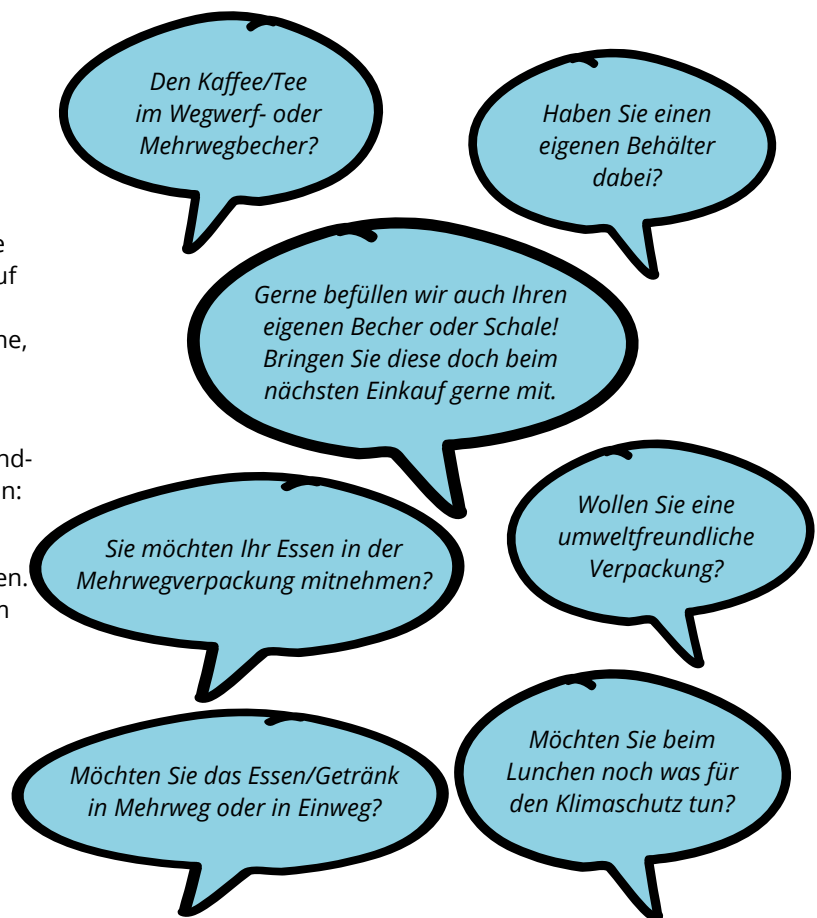 Den Kaffee/Tee
im Wegwerf- oder
Mehrwegbecher?
Haben Sie einen
eigenen Behälter
dabei?
Gerne befüllen wir auch Ihren
eigenen Becher oder Schale!
Bringen Sie diese doch beim
nächsten Einkauf gerne mit.
Sie möchten Ihr Essen in der
Mehrwegverpackung mitnehmen?
Wollen Sie eine
umweltfreundliche
Verpackung?
Möchten Sie das Essen/Getränk
in Mehrweg oder in Einweg?
Möchten Sie beim
Lunchen noch was für
den Klimaschutz tun?